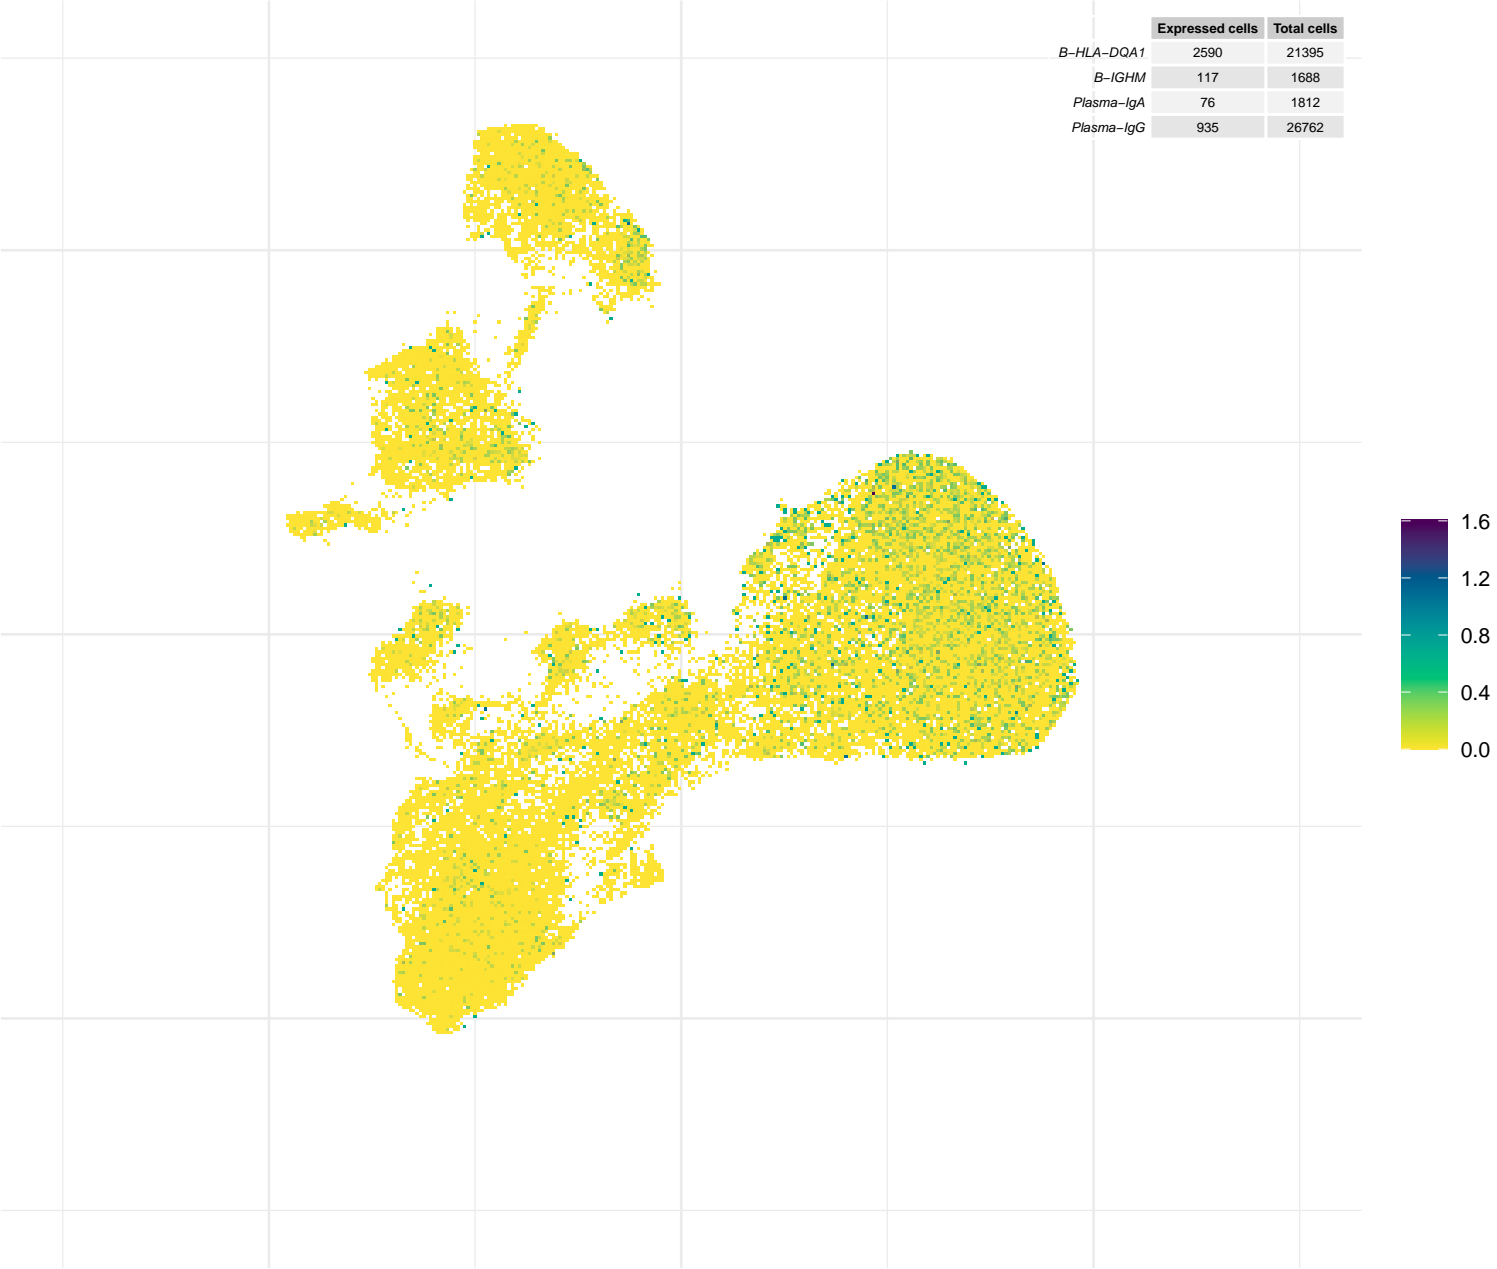 Expressed cells Total cells
B−HLA−DQA1 2590 21395
B−IGHM 117 1688
Plasma−IgA 76 1812
Plasma−IgG 935 26762
1.6
1.2
0.8
0.4
0.0